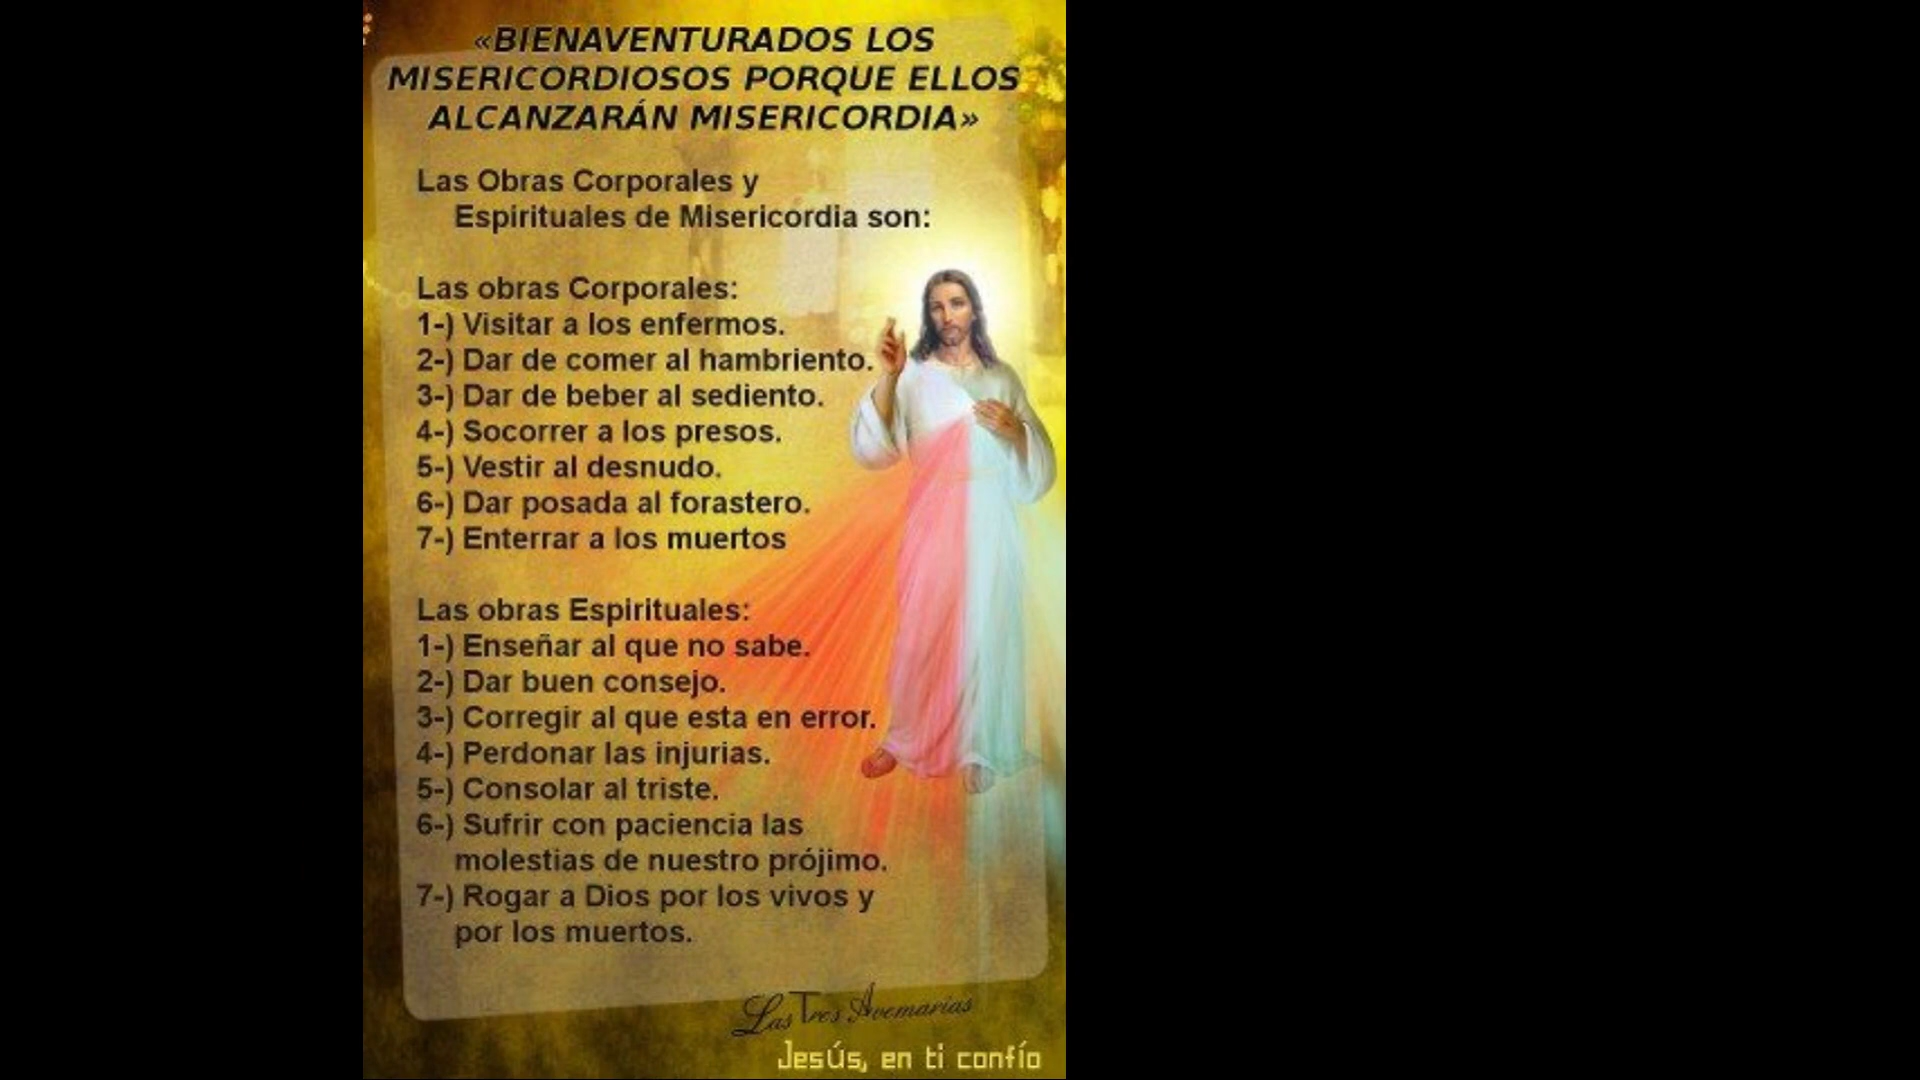 «BIENAVENTURADOS LOS
MISERICORDIOSOS PORQUE ELLOS
ALCANZARÁN MISERICORDIA»
Las Obras Corporales y
Espirituales de Misericordia son:
Las obras Corporales:
1-) Visitar a los enfermos.
2-) Dar de comer al hambriento.
3-) Dar de beber al sediento.
4-) Socorrer a los presos.
5-) Vestir al desnudo.
6-) Dar posada al forastero.
7-) Enterrar a los muertos
Las obras Espirituales:
1-) Enseñar al que no sabe.
2-) Dar buen consejo.
3-) Corregir al que esta en error.
4-) Perdonar las injurias.
5-) Consolar al triste.
6-) Sufrir con paciencia las
molestias de nuestro prójimo.
7-) Rogar a Dios por los vivos y
por los muertos.
Las Tres Avemarías
Jesús, en ti confío